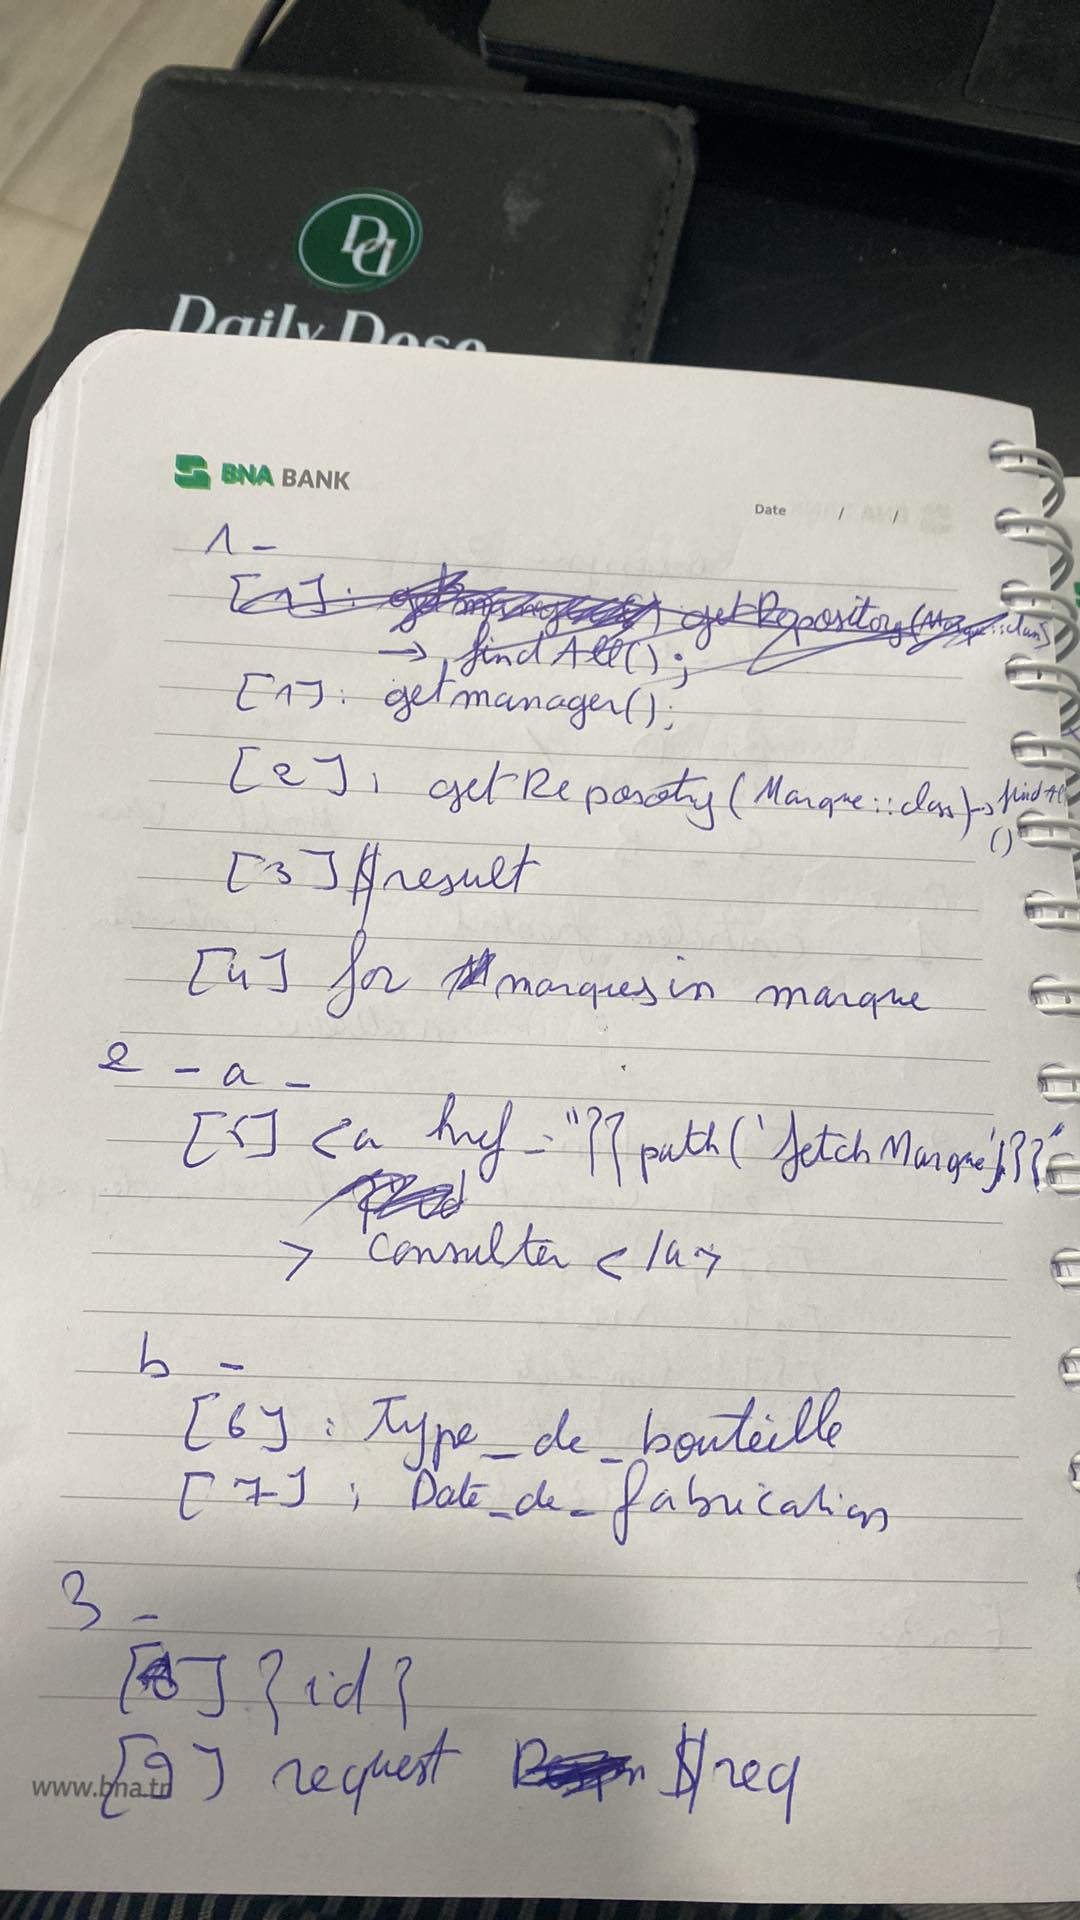 DD
Daily Dose
BNA BANK
Date / /
1 -
[1] : getmanager() getRepository(Marque::class)
→ findAll();
[1] : getmanager();
[2] : getReposotry(Marque::class)→findAll
()
[3] $result
[4] for marques in marque
2 - a -
[5] <a href="{{path('fetchMarque')}}"
> Consulter </a>
b -
[6] : Type_de_bouteille
[7] : Date_de_fabrication
3 -
[8] {id}
[9] request $req
www.bna.tn